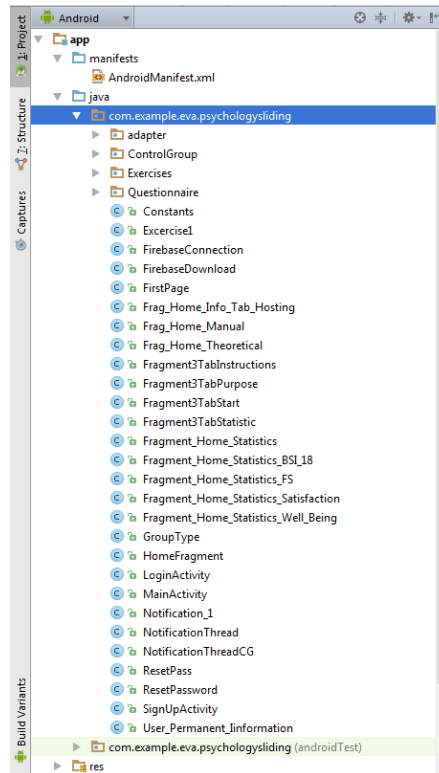 Android
1: Project
app
manifests
AndroidManifest.xml
java
com.example.eva.psychologysliding
adapter
ControlGroup
Exercises
Questionnaire
Constants
Excercise1
FirebaseConnection
FirebaseDownload
FirstPage
Frag_Home_Info_Tab_Hosting
Frag_Home_Manual
Frag_Home_Theoretical
Fragment3TabInstructions
Fragment3TabPurpose
Fragment3TabStart
Fragment3TabStatistic
Fragment_Home_Statistics
Fragment_Home_Statistics_BSI_18
Fragment_Home_Statistics_FS
Fragment_Home_Statistics_Satisfaction
Fragment_Home_Statistics_Well_Being
GroupType
HomeFragment
LoginActivity
MainActivity
Notification_1
NotificationThread
NotificationThreadCG
ResetPass
ResetPassword
SignUpActivity
User_Permanent_Iinformation
com.example.eva.psychologysliding (androidTest)
res
7: Structure
Captures
Build Variants